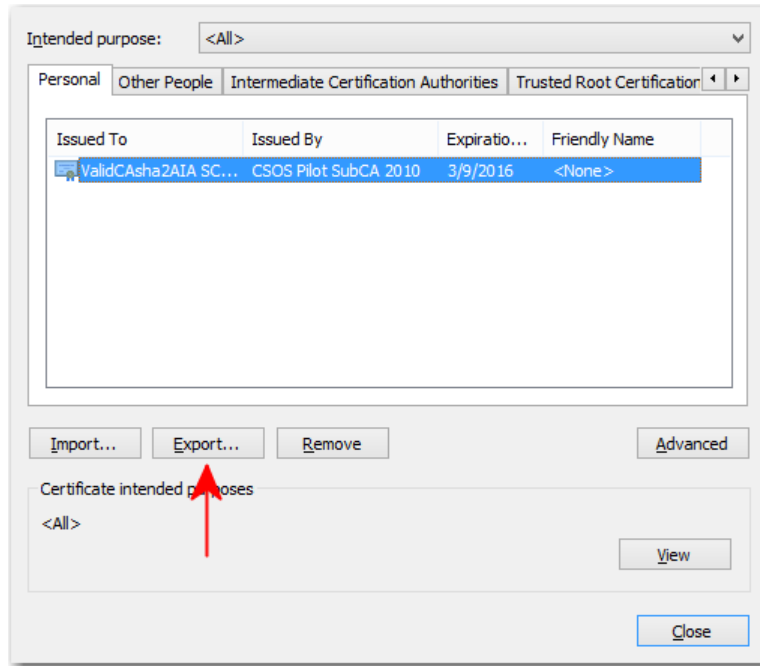 Intended purpose: <All>
Personal Other People Intermediate Certification Authorities Trusted Root Certification
Issued To Issued By Expiratio... Friendly Name
ValidCAsha2AIA SC... CSOS Pilot SubCA 2010 3/9/2016 <None>
Import... Export... Remove Advanced
Certificate intended purposes
<All>
View
Close